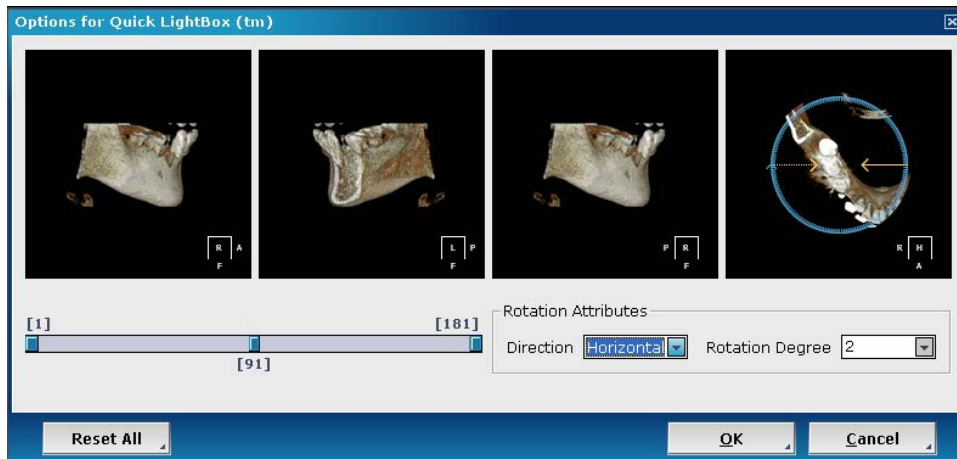 Options for Quick LightBox (tm)
R A
F
L P
F
P R
F
R H
A
[1] [181]
[91]
Rotation Attributes
Direction Horizonta Rotation Degree 2
Reset All OK Cancel